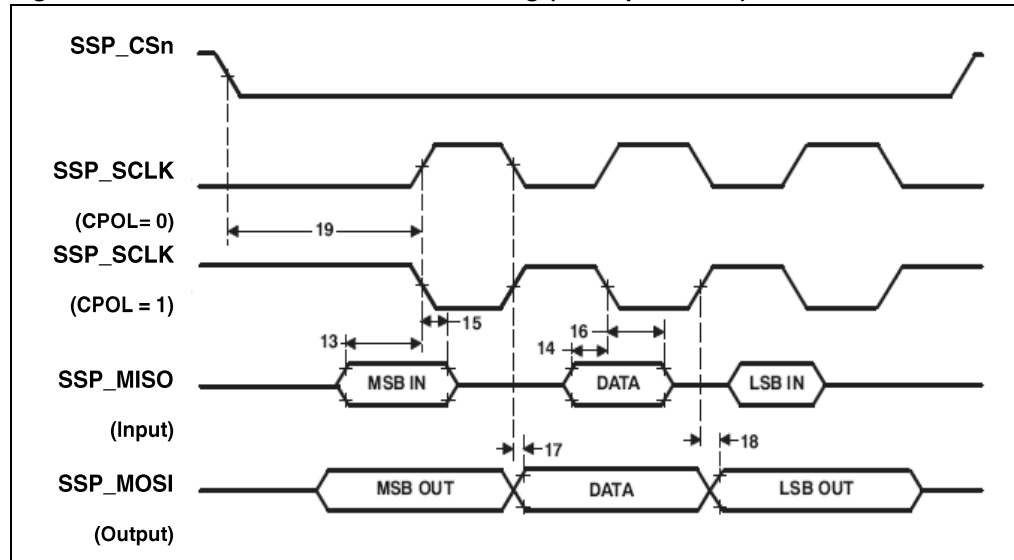 SSP_CSn
SSP_SCLK
(CPOL= 0)
19
SSP_SCLK
(CPOL = 1)
15
13
16
14
SSP_MISO
MSB IN
DATA
LSB IN
(Input)
17
18
SSP_MOSI
MSB OUT
DATA
LSB OUT
(Output)